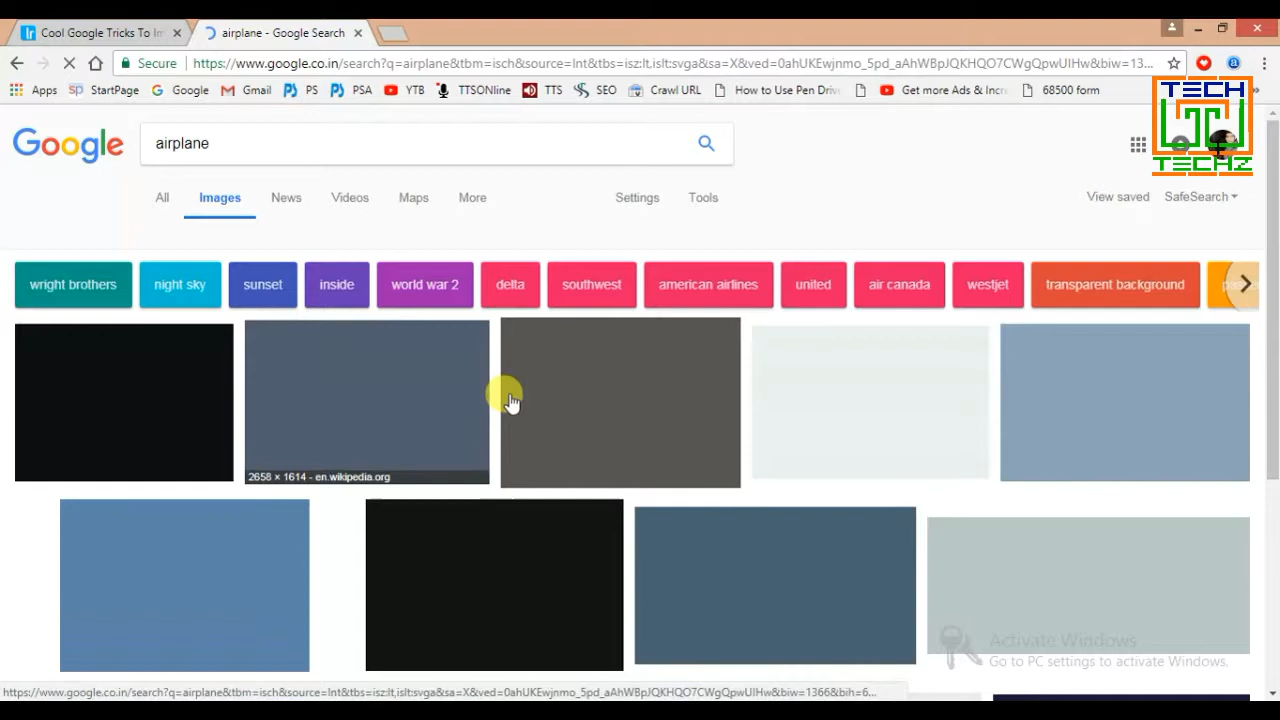 Cool Google Tricks To Im
airplane - Google Search
Secure
https://www.google.co.in/search?q=airplane&tbm=isch&source=lnt&tbs=isz:lt,islt:svga&sa=X&ved=0ahUKEwjnmo_5pd_aAhWBpJQKHQO7CWgQpwUIHw&biw=13...
Apps
StartPage
Google
Gmail
PS
PSA
YTB
TTSONline
TTS
SEO
Crawl URL
How to Use Pen Driv
Get more Ads & Incr
68500 form
»
TECH
TECHZ
Google
airplane
All
Images
News
Videos
Maps
More
Settings
Tools
View saved
SafeSearch
wright brothers
night sky
sunset
inside
world war 2
delta
southwest
american airlines
united
air canada
westjet
transparent background
2658 × 1614 - en.wikipedia.org
Activate Windows
Go to PC settings to activate Windows.
https://www.google.co.in/search?q=airplane&tbm=isch&source=lnt&tbs=isz:lt,islt:svga&sa=X&ved=0ahUKEwjnmo_5pd_aAhWBpJQKHQO7CWgQpwUIHw&biw=1366&bih=6...